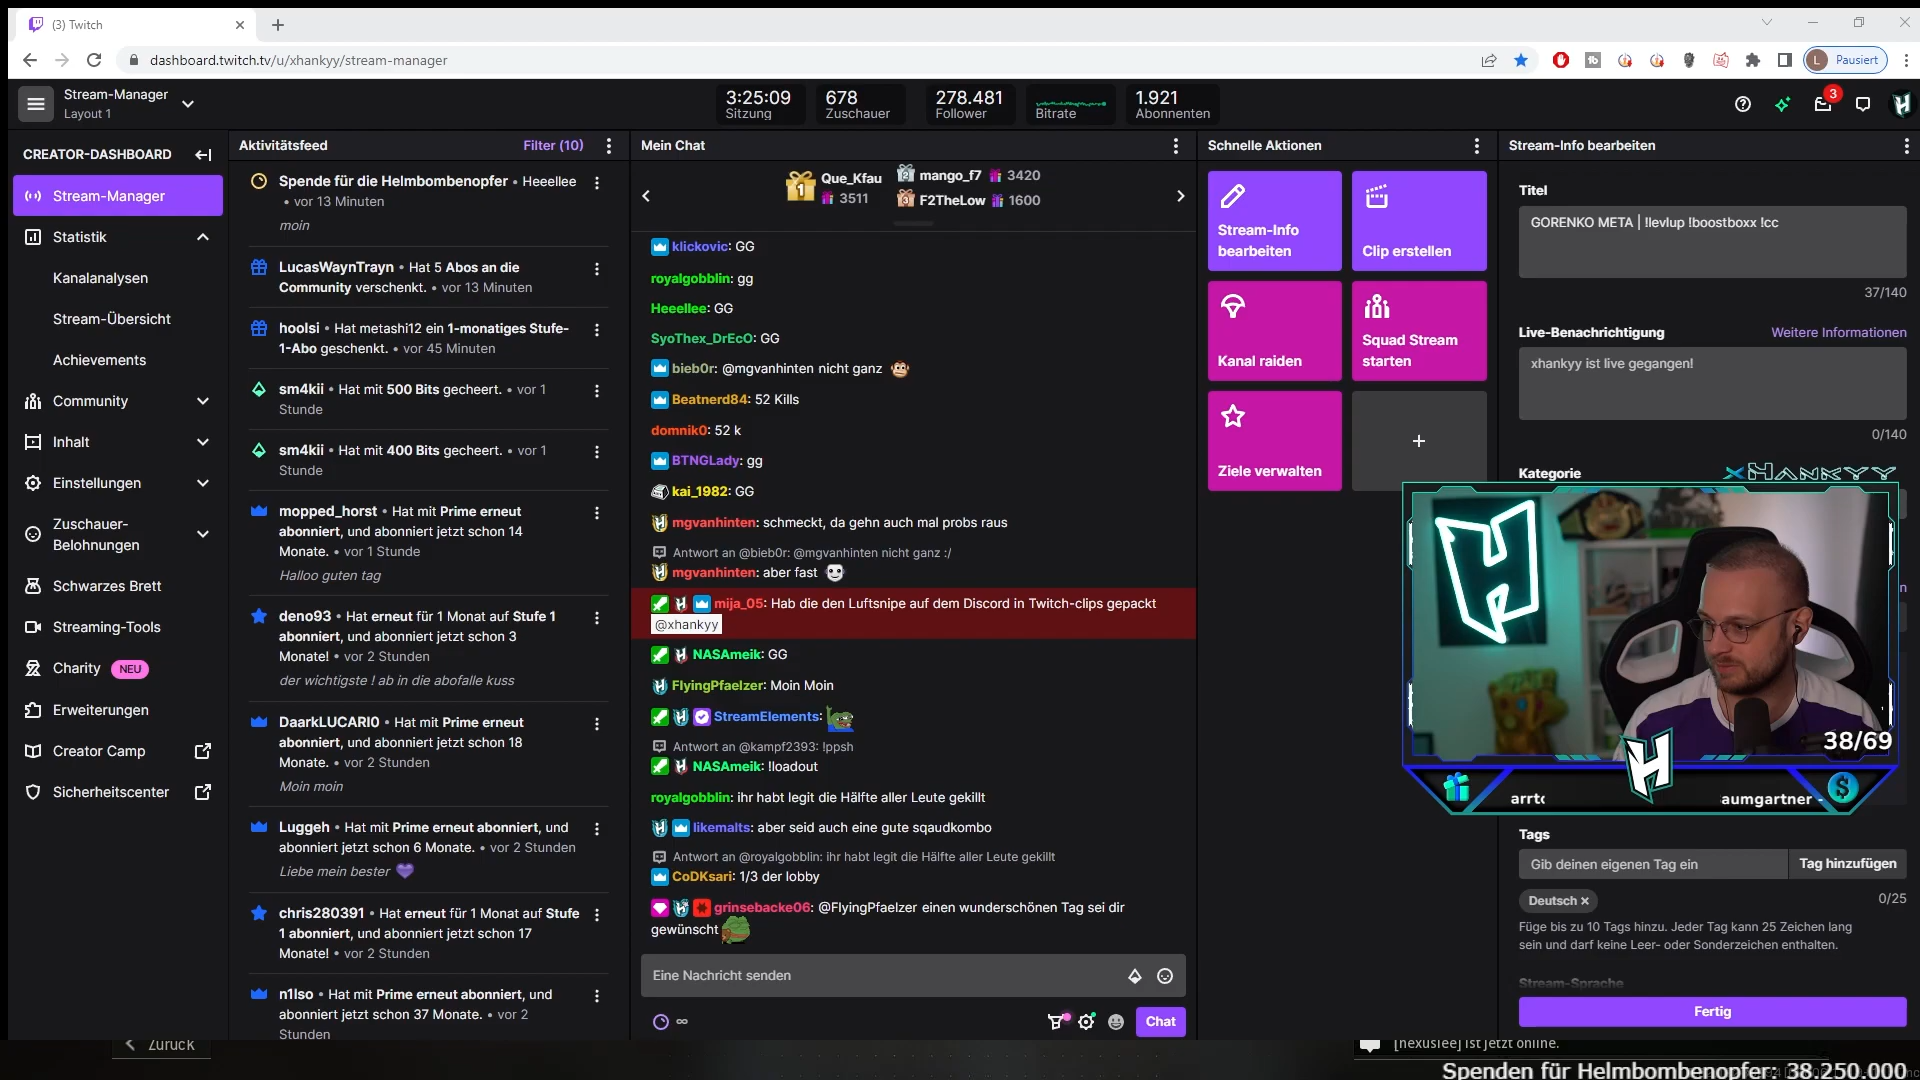 (3) Twitch
dashboard.twitch.tv/u/xhankyy/stream-manager
L Pausiert
Stream-Manager
Layout 1
3:25:09
Sitzung
678
Zuschauer
278.481
Follower
Bitrate
1.921
Abonnenten
3
CREATOR-DASHBOARD
Stream-Manager
Statistik
Kanalanalysen
Stream-Übersicht
Achievements
Community
Inhalt
Einstellungen
Zuschauer-
Belohnungen
Schwarzes Brett
Streaming-Tools
Charity NEU
Erweiterungen
Creator Camp
Sicherheitscenter
Zurück
Aktivitätsfeed Filter (10)
Spende für die Helmbombenopfer • Heeellee
• vor 13 Minuten
moin
LucasWaynTrayn • Hat 5 Abos an die
Community verschenkt. • vor 13 Minuten
hoolsi • Hat metashi12 ein 1-monatiges Stufe-
1-Abo geschenkt. • vor 45 Minuten
sm4kii • Hat mit 500 Bits gecheert. • vor 1
Stunde
sm4kii • Hat mit 400 Bits gecheert. • vor 1
Stunde
mopped_horst • Hat mit Prime erneut
abonniert, und abonniert jetzt schon 14
Monate. • vor 1 Stunde
Halloo guten tag
deno93 • Hat erneut für 1 Monat auf Stufe 1
abonniert, und abonniert jetzt schon 3
Monate! • vor 2 Stunden
der wichtigste ! ab in die abofalle kuss
DaarkLUCARI0 • Hat mit Prime erneut
abonniert, und abonniert jetzt schon 18
Monate. • vor 2 Stunden
Moin moin
Luggeh • Hat mit Prime erneut abonniert, und
abonniert jetzt schon 6 Monate. • vor 2 Stunden
Liebe mein bester
chris280391 • Hat erneut für 1 Monat auf Stufe
1 abonniert, und abonniert jetzt schon 17
Monate! • vor 2 Stunden
n1lso • Hat mit Prime erneut abonniert, und
abonniert jetzt schon 37 Monate. • vor 2
Stunden
Mein Chat
1 Que_Kfau
3511
2 mango_f7 3420
3 F2TheLow 1600
klickovic: GG
royalgobblin: gg
Heeellee: GG
SyoThex_DrEcO: GG
bieb0r: @mgvanhinten nicht ganz
Beatnerd84: 52 Kills
domnik0: 52 k
BTNGLady: gg
kai_1982: GG
mgvanhinten: schmeckt, da gehn auch mal probs raus
Antwort an @bieb0r: @mgvanhinten nicht ganz :/
mgvanhinten: aber fast
mija_05: Hab die den Luftsnipe auf dem Discord in Twitch-clips gepackt
@xhankyy
NASAmeik: GG
FlyingPfaelzer: Moin Moin
StreamElements:
Antwort an @kampf2393: !ppsh
NASAmeik: !loadout
royalgobblin: ihr habt legit die Hälfte aller Leute gekillt
likemalts: aber seid auch eine gute sqaudkombo
Antwort an @royalgobblin: ihr habt legit die Hälfte aller Leute gekillt
CoDKsari: 1/3 der lobby
grinsebacke06: @FlyingPfaelzer einen wunderschönen Tag sei dir
gewünscht
Eine Nachricht senden
Chat
Schnelle Aktionen
Stream-Info
bearbeiten
Clip erstellen
Kanal raiden
Squad Stream
starten
Ziele verwalten
Stream-Info bearbeiten
Titel
GORENKO META | !levlup !boostboxx !cc
37/140
Live-Benachrichtigung Weitere Informationen
xhankyy ist live gegangen!
0/140
Kategorie
xHANKYY
H
38/69
H
arrtc aumgartner -
Tags
Gib deinen eigenen Tag ein Tag hinzufügen
Deutsch 0/25
Füge bis zu 10 Tags hinzu. Jeder Tag kann 25 Zeichen lang
sein und darf keine Leer- oder Sonderzeichen enthalten.
Stream-Sprache
Fertig
[nexuslee] ist jetzt online.
Spenden für Helmbombenopfer: 38.250.000